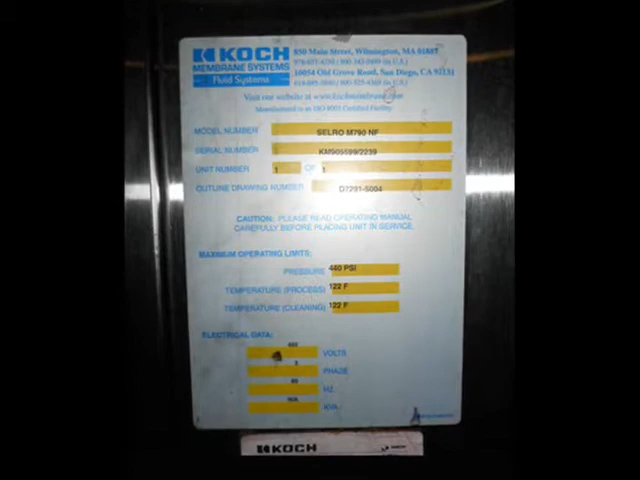 KOCH
MEMBRANE SYSTEMS
Fluid Systems
850 Main Street, Wilmington, MA 01887
10054 Old Grove Road, San Diego, CA 92131
Visit our website at www.kochmembrane.com
Manufactured in an ISO 9001 Certified Facility
MODEL NUMBER SELRO M790 NF
SERIAL NUMBER KM905599/2239
UNIT NUMBER 1 OF 1
OUTLINE DRAWING NUMBER D7291-S004
CAUTION: PLEASE READ OPERATING MANUAL
CAREFULLY BEFORE PLACING UNIT IN SERVICE.
MAXIMUM OPERATING LIMITS:
PRESSURE 440 PSI
TEMPERATURE (PROCESS) 122 F
TEMPERATURE (CLEANING) 122 F
ELECTRICAL DATA:
VOLTS
3 PHASE
60 HZ
N/A KVA
KOCH